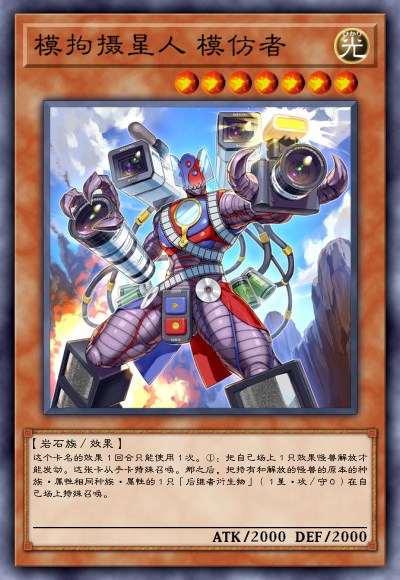 模拘撮星人 模仿者
光
【岩石族／效果】
这个卡名的效果1回合只能使用1次。①：把自己场上1只效果怪兽解放才
能发动。这张卡从手卡特殊召唤。那之后，把持有和解放的怪兽的原本的种
族·属性相同种族·属性的1只「后继者衍生物」（1星·攻／守0）在自
己场上特殊召唤。
ATK/2000 DEF/2000